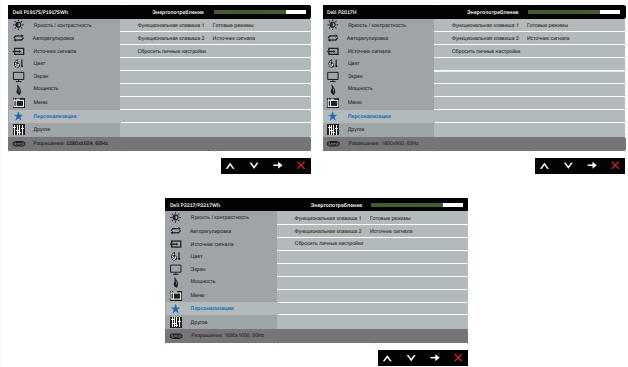 Dell P1917S/P1917SWh Энергопотребление
Яркость / контрастность Функциональная клавиша 1 Готовые режимы
Авторегулировка Функциональная клавиша 2 Источник сигнала
Источник сигнала Сбросить личные настройки
Цвет
Экран
Мощность
Меню
Персонализация
Другое
Разрешение: 1280x1024, 60Hz
Dell P2017H Энергопотребление
Яркость / контрастность Функциональная клавиша 1 Готовые режимы
Авторегулировка Функциональная клавиша 2 Источник сигнала
Источник сигнала Сбросить личные настройки
Цвет
Экран
Мощность
Меню
Персонализация
Другое
Разрешение: 1600x900, 60Hz
Dell P2217/P2217Wh Энергопотребление
Яркость / контрастность Функциональная клавиша 1 Готовые режимы
Авторегулировка Функциональная клавиша 2 Источник сигнала
Источник сигнала Сбросить личные настройки
Цвет
Экран
Мощность
Меню
Персонализация
Другое
Разрешение: 1680x1050, 60Hz